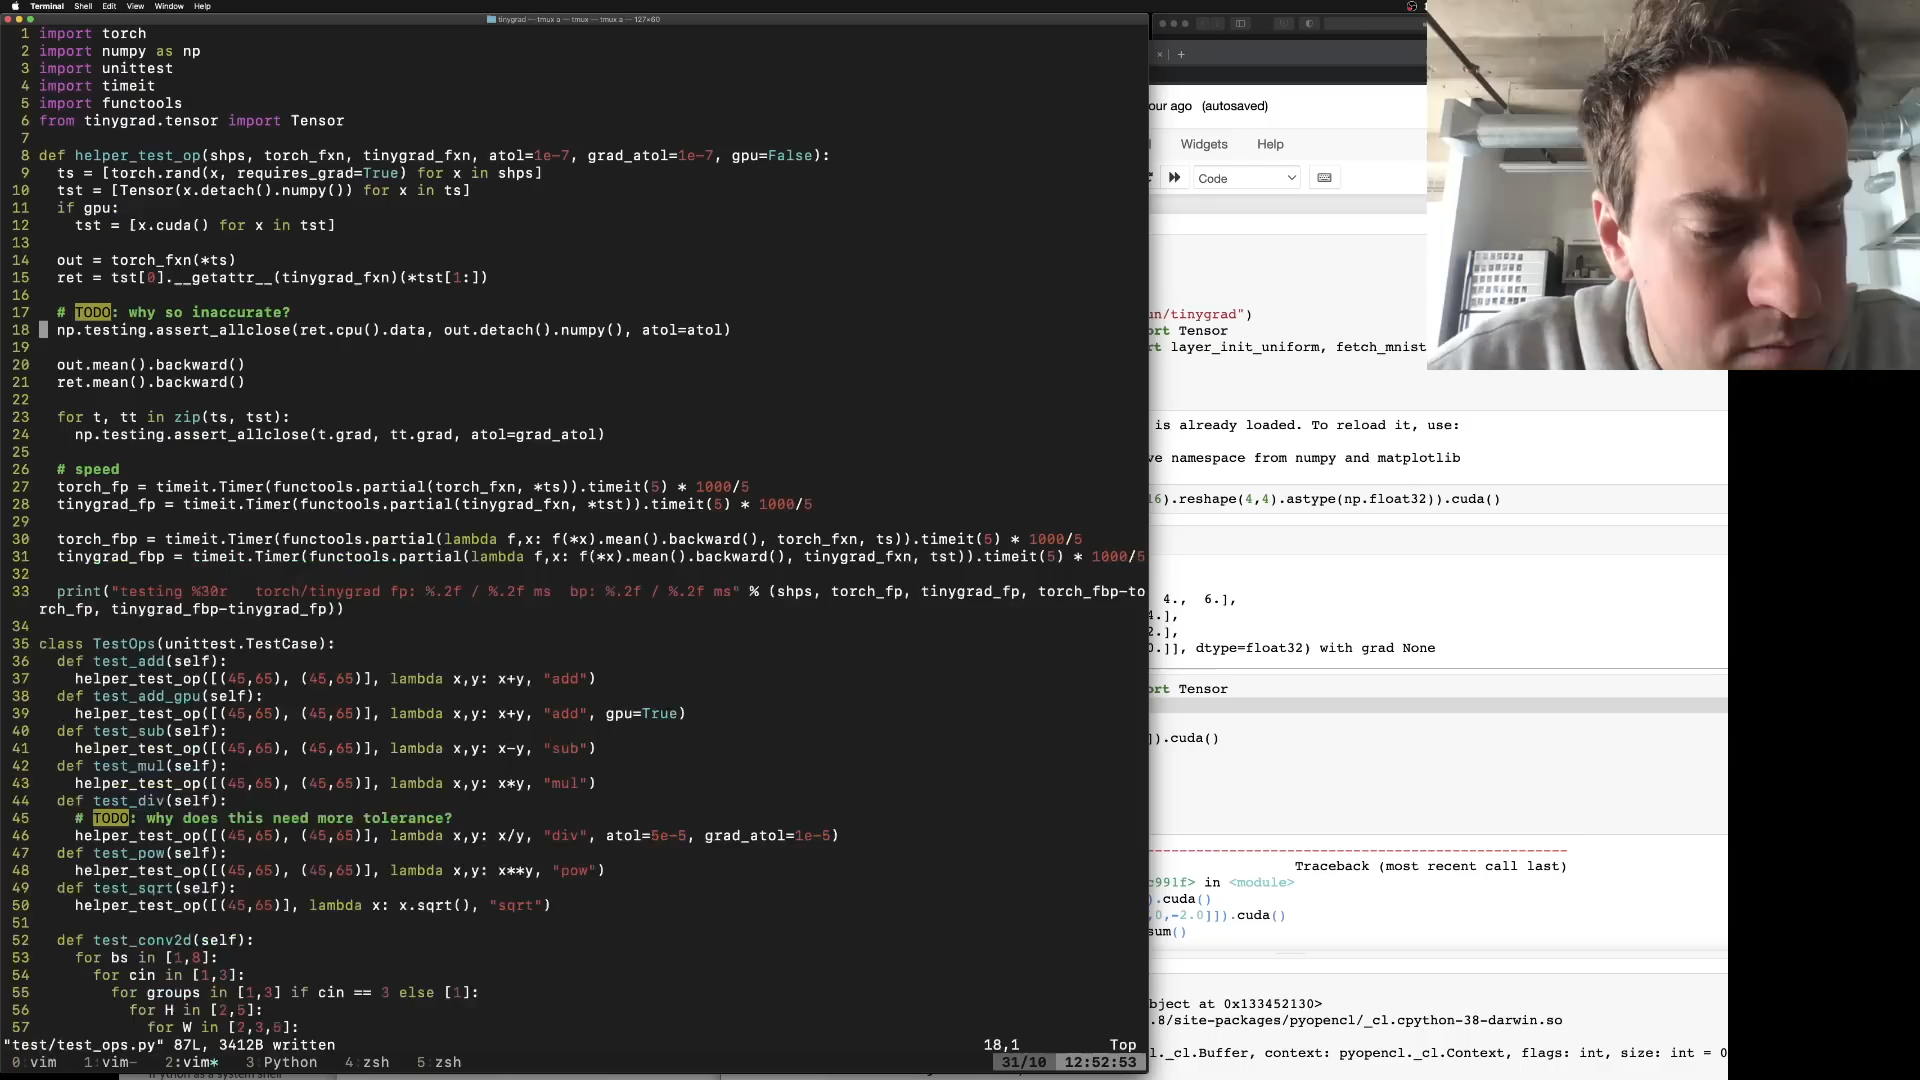 Terminal Shell Edit View Window Help
tinygrad — tmux a — tmux — tmux a — 127×60
1 import torch
2 import numpy as np
3 import unittest
4 import timeit
5 import functools
6 from tinygrad.tensor import Tensor
7
8 def helper_test_op(shps, torch_fxn, tinygrad_fxn, atol=1e-7, grad_atol=1e-7, gpu=False):
9 ts = [torch.rand(x, requires_grad=True) for x in shps]
10 tst = [Tensor(x.detach().numpy()) for x in ts]
11 if gpu:
12 tst = [x.cuda() for x in tst]
13
14 out = torch_fxn(*ts)
15 ret = tst[0].__getattr__(tinygrad_fxn)(*tst[1:])
16
17 # TODO: why so inaccurate?
18 np.testing.assert_allclose(ret.cpu().data, out.detach().numpy(), atol=atol)
19
20 out.mean().backward()
21 ret.mean().backward()
22
23 for t, tt in zip(ts, tst):
24 np.testing.assert_allclose(t.grad, tt.grad, atol=grad_atol)
25
26 # speed
27 torch_fp = timeit.Timer(functools.partial(torch_fxn, *ts)).timeit(5) * 1000/5
28 tinygrad_fp = timeit.Timer(functools.partial(tinygrad_fxn, *tst)).timeit(5) * 1000/5
29
30 torch_fbp = timeit.Timer(functools.partial(lambda f,x: f(*x).mean().backward(), torch_fxn, ts)).timeit(5) * 1000/5
31 tinygrad_fbp = timeit.Timer(functools.partial(lambda f,x: f(*x).mean().backward(), tinygrad_fxn, tst)).timeit(5) * 1000/5
32
33 print("testing %30r torch/tinygrad fp: %.2f / %.2f ms bp: %.2f / %.2f ms" % (shps, torch_fp, tinygrad_fp, torch_fbp-to
rch_fp, tinygrad_fbp-tinygrad_fp))
34
35 class TestOps(unittest.TestCase):
36 def test_add(self):
37 helper_test_op([(45,65), (45,65)], lambda x,y: x+y, "add")
38 def test_add_gpu(self):
39 helper_test_op([(45,65), (45,65)], lambda x,y: x+y, "add", gpu=True)
40 def test_sub(self):
41 helper_test_op([(45,65), (45,65)], lambda x,y: x-y, "sub")
42 def test_mul(self):
43 helper_test_op([(45,65), (45,65)], lambda x,y: x*y, "mul")
44 def test_div(self):
45 # TODO: why does this need more tolerance?
46 helper_test_op([(45,65), (45,65)], lambda x,y: x/y, "div", atol=5e-5, grad_atol=1e-5)
47 def test_pow(self):
48 helper_test_op([(45,65), (45,65)], lambda x,y: x**y, "pow")
49 def test_sqrt(self):
50 helper_test_op([(45,65)], lambda x: x.sqrt(), "sqrt")
51
52 def test_conv2d(self):
53 for bs in [1,8]:
54 for cin in [1,3]:
55 for groups in [1,3] if cin == 3 else [1]:
56 for H in [2,5]:
57 for W in [2,3,5]:
"test/test_ops.py" 87L, 3412B written 18,1 Top
0:vim 1:vim- 2:vim* 3:Python 4:zsh 5:zsh 31/10 12:52:53
our ago (autosaved)
Widgets Help
Code
un/tinygrad")
ort Tensor
rt layer_init_uniform, fetch_mnist
is already loaded. To reload it, use:
ve namespace from numpy and matplotlib
16).reshape(4,4).astype(np.float32)).cuda()
4., 6.],
4.],
2.],
0.]], dtype=float32) with grad None
ort Tensor
]).cuda()
Traceback (most recent call last)
c991f> in <module>
).cuda()
,0,-2.0]]).cuda()
sum()
bject at 0x133452130>
.8/site-packages/pyopencl/_cl.cpython-38-darwin.so
l._cl.Buffer, context: pyopencl._cl.Context, flags: int, size: int = 0